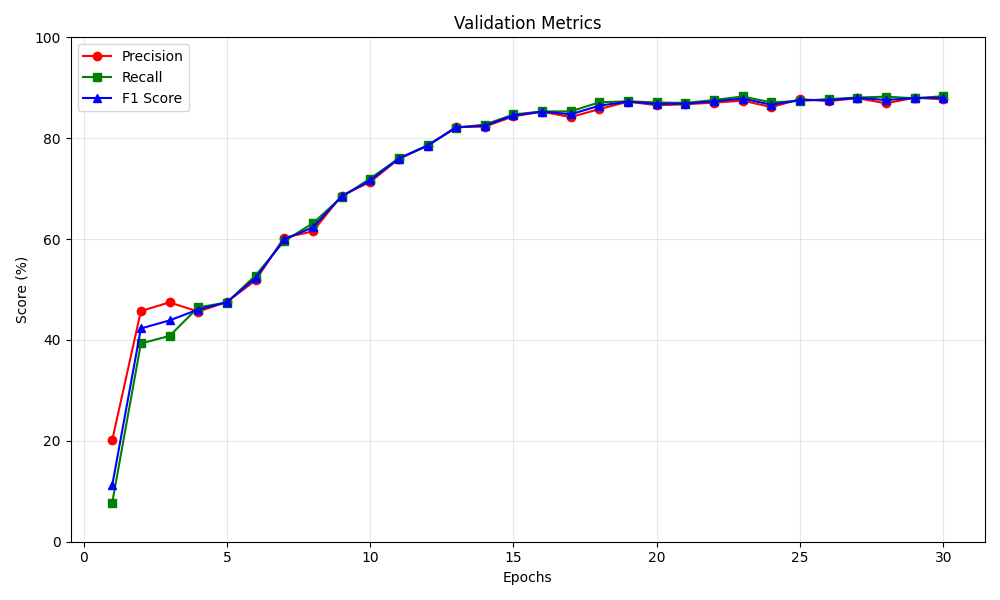 Validation Metrics
Precision
Recall
F1 Score
Score (%)
100
80
60
40
20
0
0 5 10 15 20 25 30
Epochs